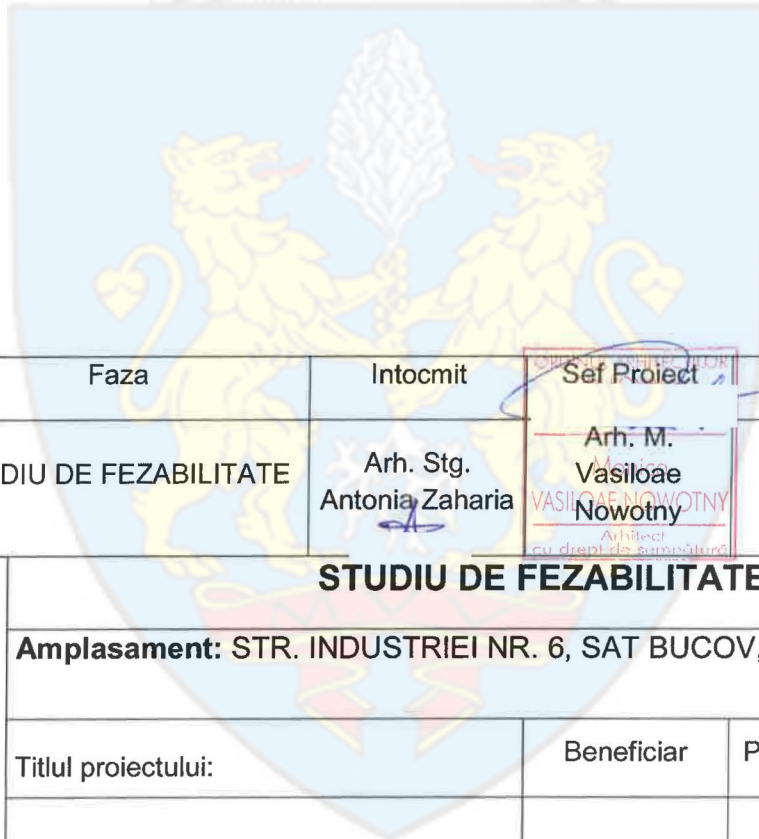 Faza Intocmit Sef Proiect
DIU DE FEZABILITATE Arh. Stg. Antonia Zaharia Arh. M. Vasiloae Nowotny
VASILOAE NOWOTNY
Arhitect
cu drept de semnătură
STUDIU DE FEZABILITATE
Amplasament: STR. INDUSTRIEI NR. 6, SAT BUCOV,
Titlul proiectului: Beneficiar P